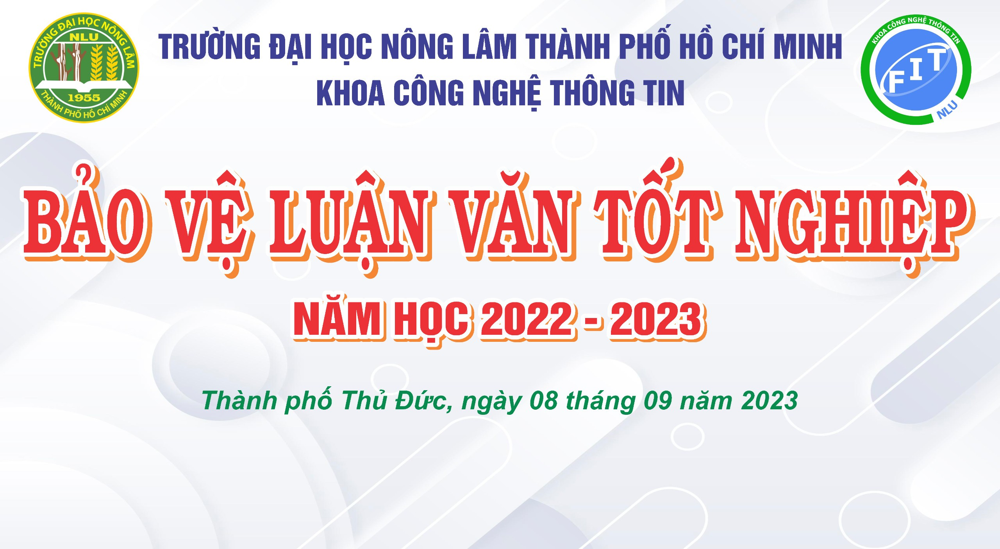 TRƯỜNG ĐẠI HỌC NÔNG LÂM
NLU
1955
THÀNH PHỐ HỒ CHÍ MINH
TRƯỜNG ĐẠI HỌC NÔNG LÂM THÀNH PHỐ HỒ CHÍ MINH
KHOA CÔNG NGHỆ THÔNG TIN
KHOA CÔNG NGHỆ THÔNG TIN
FIT
NLU
BẢO VỆ LUẬN VĂN TỐT NGHIỆP
NĂM HỌC 2022 - 2023
Thành phố Thủ Đức, ngày 08 tháng 09 năm 2023